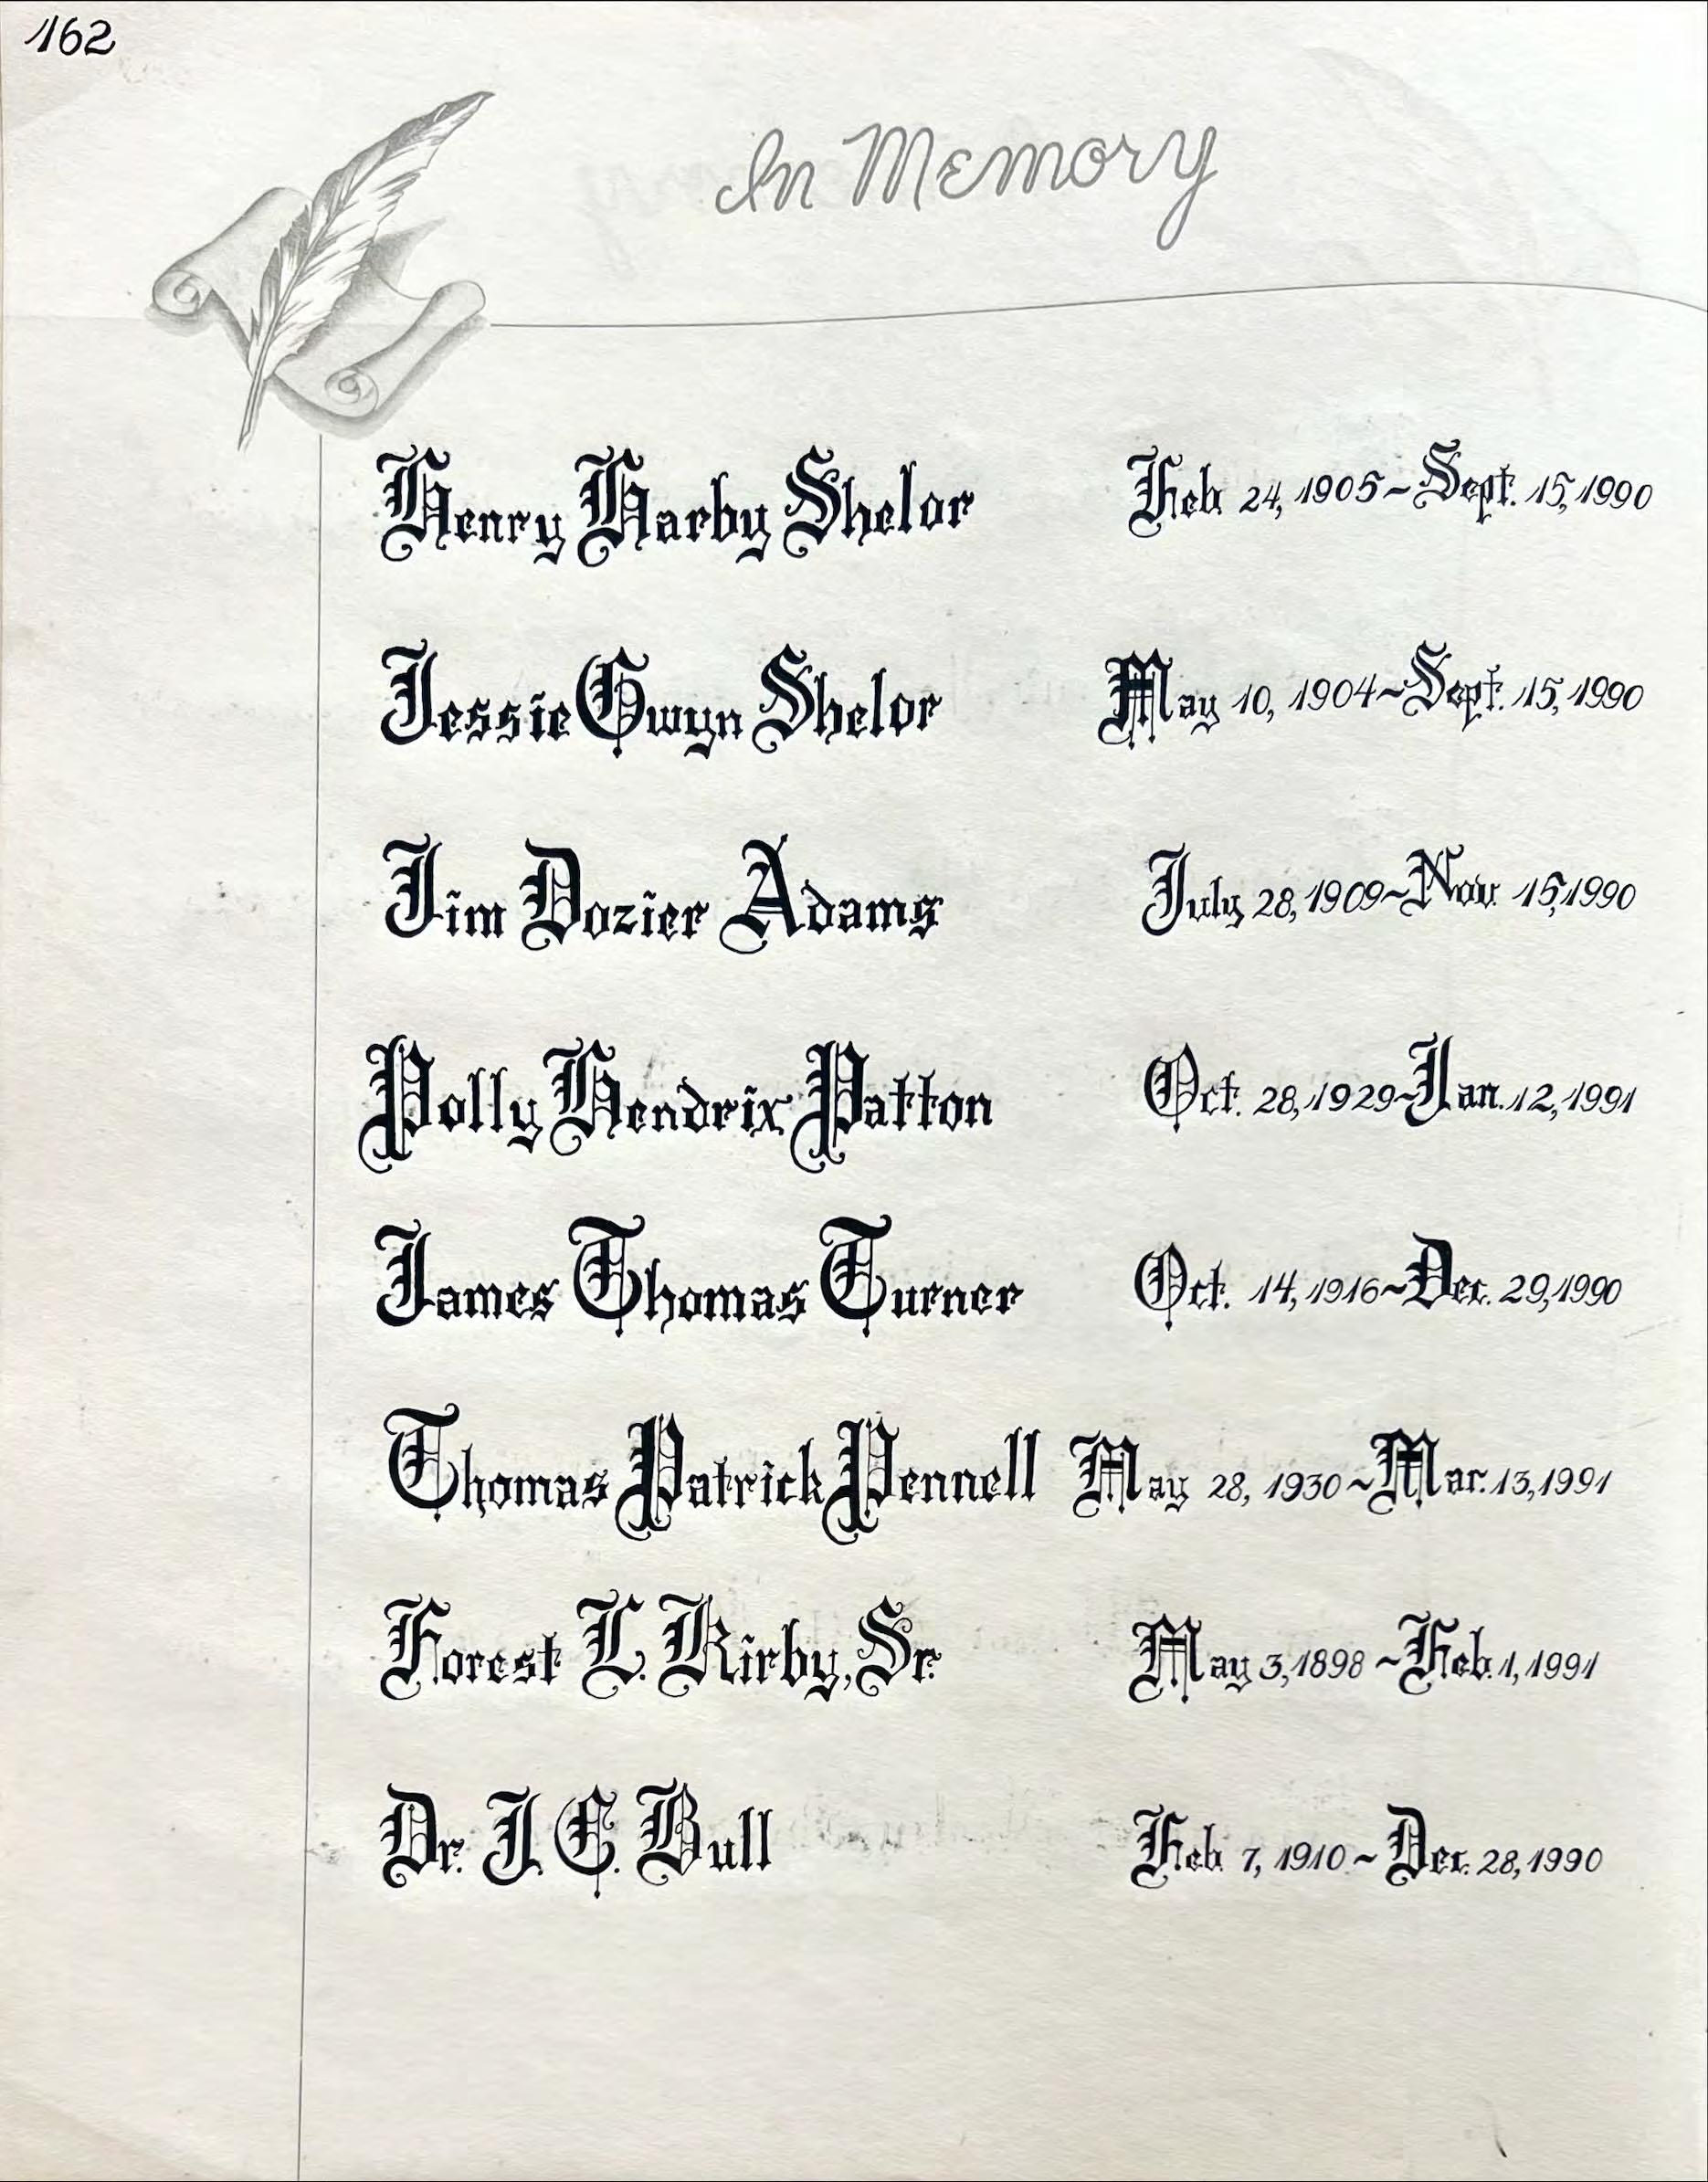 162
In Memory
Henry Harby Shelor Feb. 24, 1905~Sept. 15, 1990
Jessie Gwyn Shelor May 10, 1904~Sept. 15, 1990
Jim Dozier Adams July 28, 1909~Nov. 15, 1990
Polly Hendrix Patton Oct. 28, 1929~Jan. 12, 1991
James Thomas Turner Oct. 14, 1916~Dec. 29, 1990
Thomas Patrick Pennell May 28, 1930~Mar. 13, 1991
Forest L. Kirby, Sr. May 3, 1898~Feb. 1, 1991
Dr. J. E. Bull Feb. 7, 1910~Dec. 28, 1990